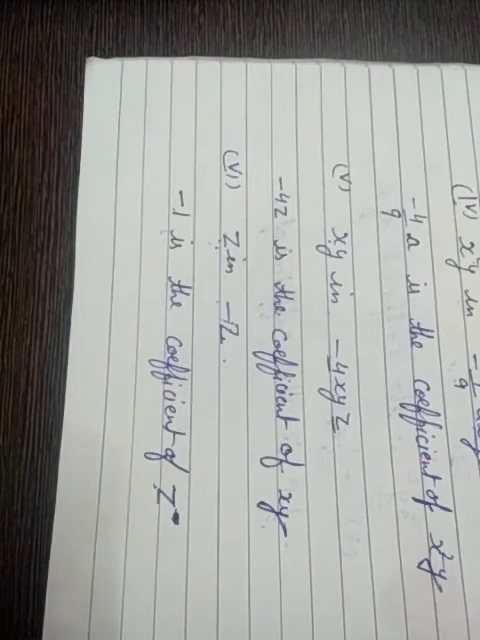 (IV) x²y in -
-4/9 a is the coefficient of x²y
(V) xy in -4xyz
-4z is the coefficient of xy
(VI) z in -1z.
-1 is the coefficient of z